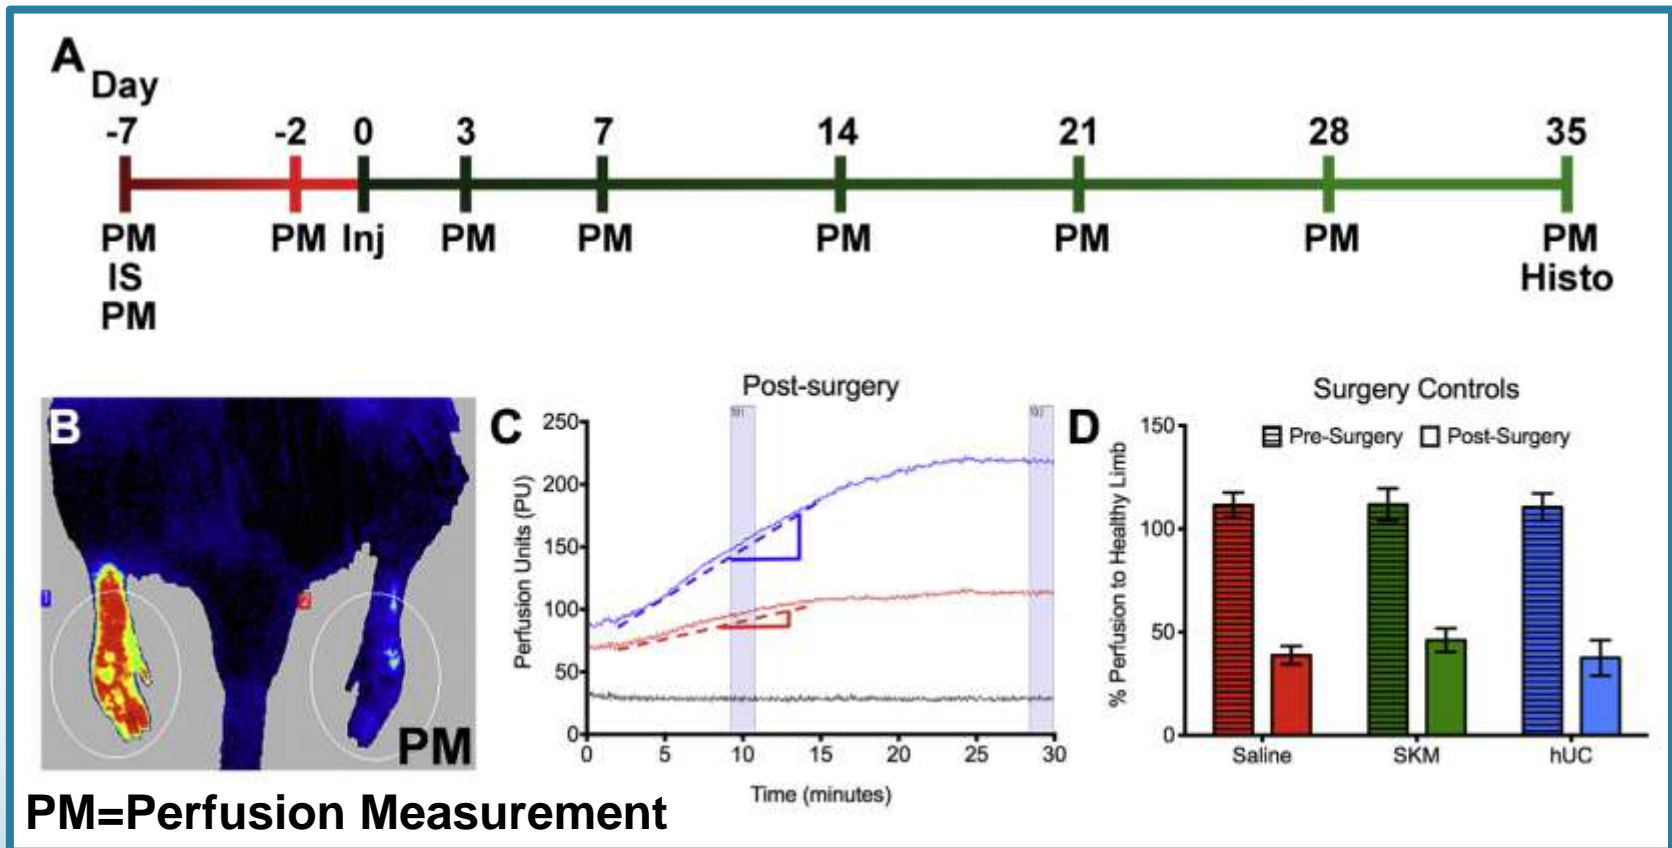 A
Day
-7 -2 0 3 7 14 21 28 35
PM PM Inj PM PM PM PM PM PM
IS Histo
PM
B
1
2
PM
C
Post-surgery
Perfusion Units (PU)
250
200
150
100
50
0
0 5 10 15 20 25 30
Time (minutes)
D
Surgery Controls
Pre-Surgery Post-Surgery
% Perfusion to Healthy Limb
150
100
50
0
Saline SKM hUC
PM=Perfusion Measurement